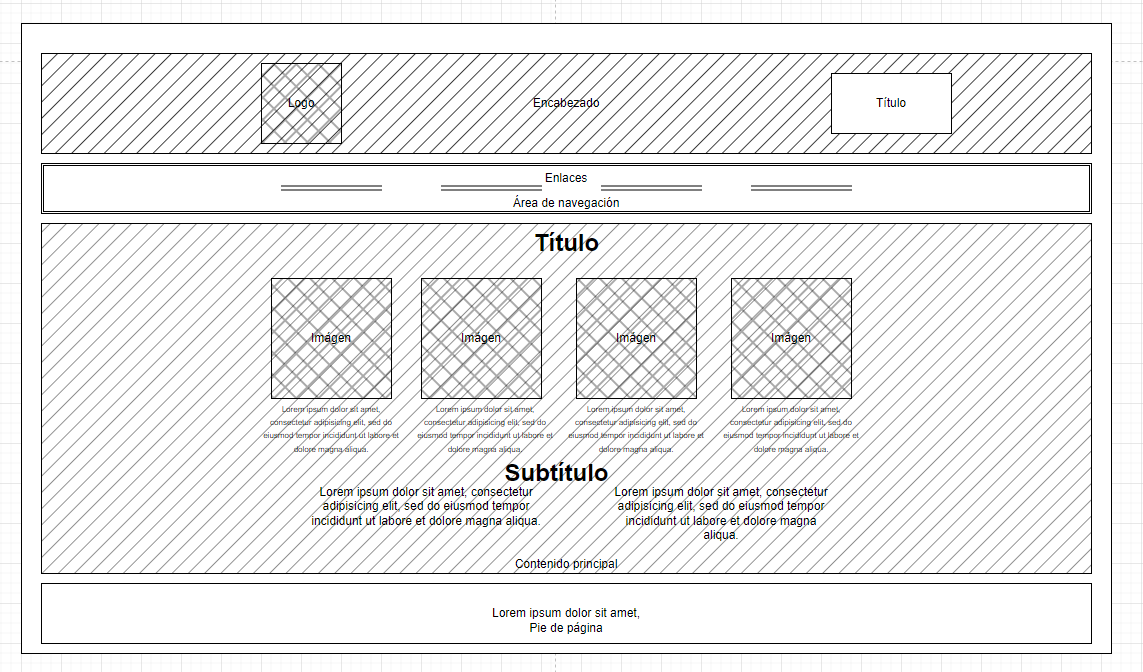 Logo
Encabezado
Título
Enlaces
Área de navegación
Título
Imágen
Imágen
Imágen
Imágen
Lorem ipsum dolor sit amet,
consectetur adipisicing elit, sed do
eiusmod tempor incididunt ut labore et
dolore magna aliqua.
Lorem ipsum dolor sit amet,
consectetur adipisicing elit, sed do
eiusmod tempor incididunt ut labore et
dolore magna aliqua.
Lorem ipsum dolor sit amet,
consectetur adipisicing elit, sed do
eiusmod tempor incididunt ut labore et
dolore magna aliqua.
Lorem ipsum dolor sit amet,
consectetur adipisicing elit, sed do
eiusmod tempor incididunt ut labore et
dolore magna aliqua.
Subtítulo
Lorem ipsum dolor sit amet, consectetur
adipisicing elit, sed do eiusmod tempor
incididunt ut labore et dolore magna aliqua.
Lorem ipsum dolor sit amet, consectetur
adipisicing elit, sed do eiusmod tempor
incididunt ut labore et dolore magna
aliqua.
Contenido principal
Lorem ipsum dolor sit amet,
Pie de página